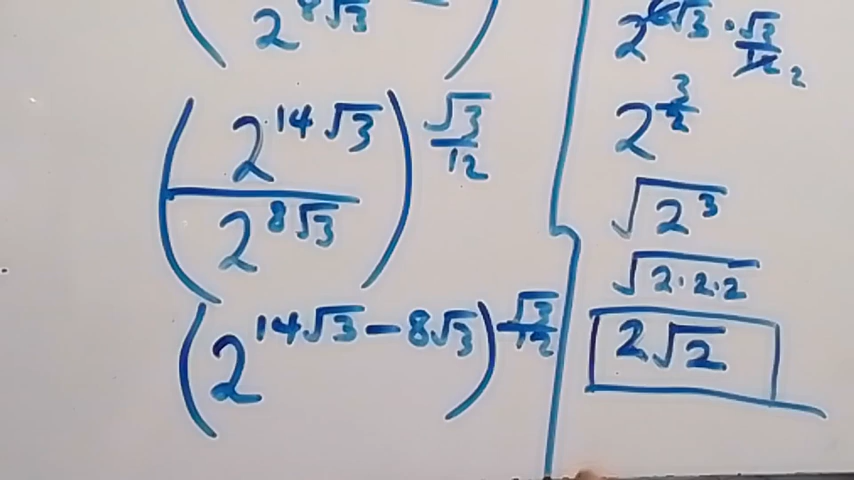 2^{8√3}
(2^{14√3} / 2^{8√3})^{√3/12}
(2^{14√3 - 8√3})^{√3/12}
2^{6√3 · √3/12} 2
2^{3/2}
√(2^3)
√(2·2·2)
2√2